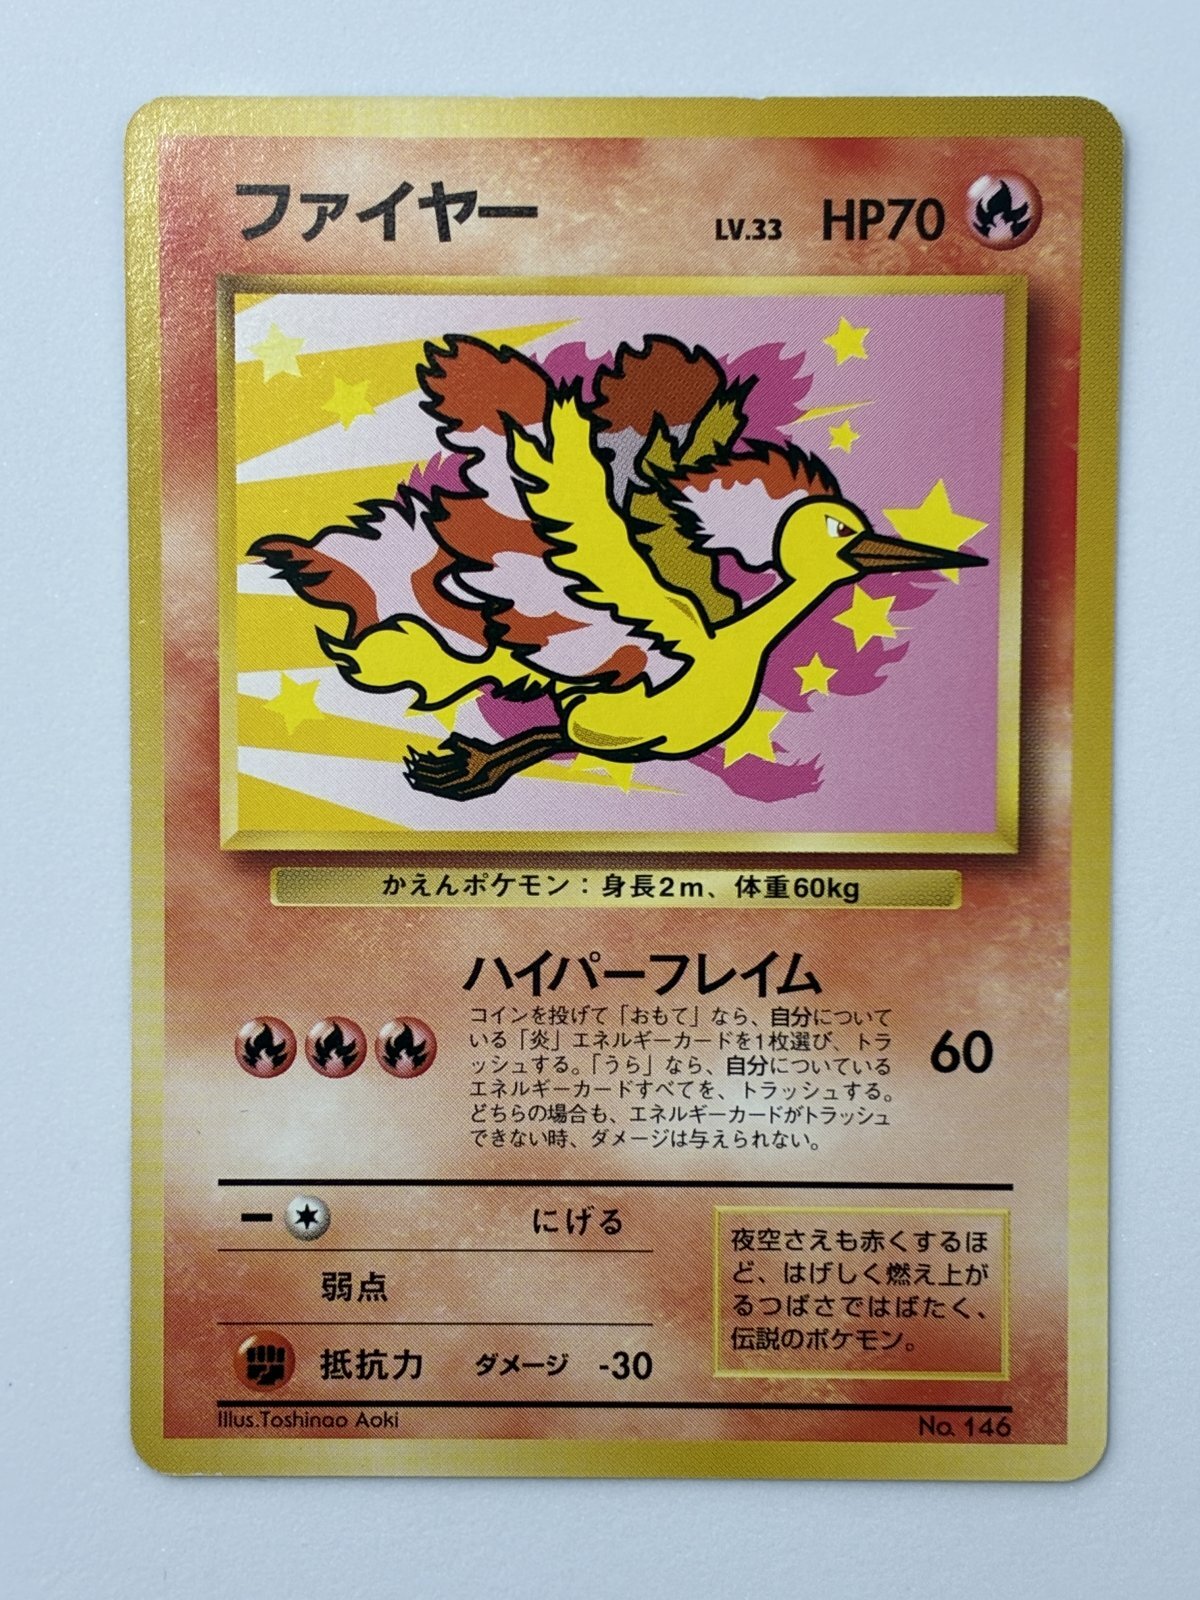 ファイヤー LV.33 HP70
かえんポケモン：身長2m、体重60kg
ハイパーフレイム
コインを投げて「おもて」なら、自分について
いる「炎」エネルギーカードを1枚選び、トラ
ッシュする。「うら」なら、自分についている
エネルギーカードすべてを、トラッシュする。
どちらの場合も、エネルギーカードがトラッシュ
できない時、ダメージは与えられない。
60
にげる
弱点
抵抗力 ダメージ -30
夜空さえも赤くするほ
ど、はげしく燃え上が
るつばさではばたく、
伝説のポケモン。
Illus.Toshinao Aoki
No. 146